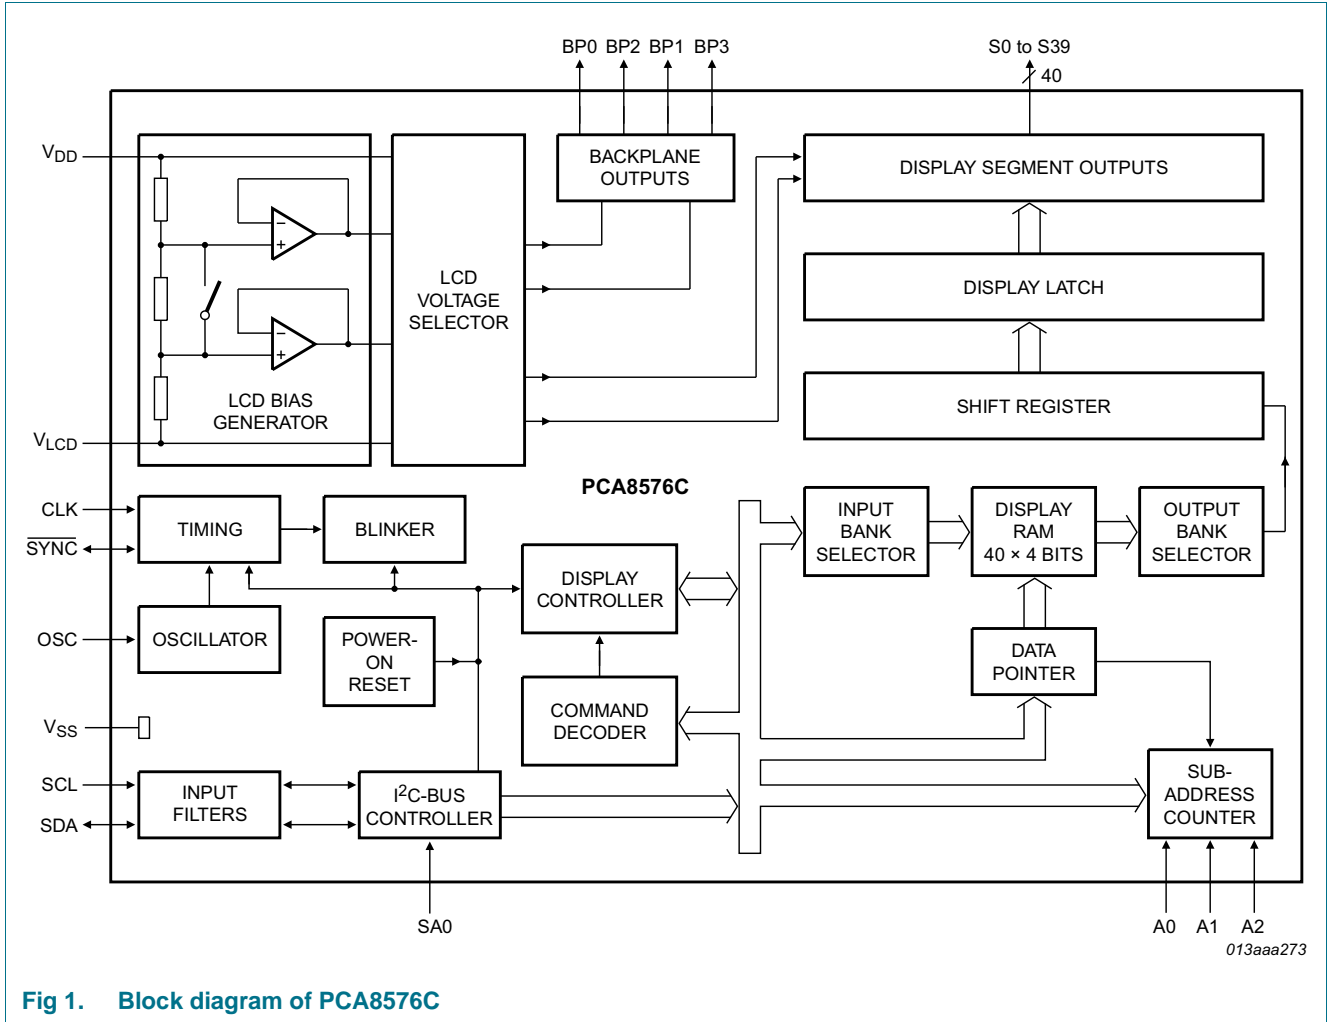 BP0 BP2 BP1 BP3
S0 to S39
40
VDD
BACKPLANE
OUTPUTS
DISPLAY SEGMENT OUTPUTS
−
+
LCD
VOLTAGE
SELECTOR
DISPLAY LATCH
−
+
LCD BIAS
GENERATOR
SHIFT REGISTER
VLCD
PCA8576C
CLK
SYNC
TIMING
BLINKER
INPUT
BANK
SELECTOR
DISPLAY
RAM
40 × 4 BITS
OUTPUT
BANK
SELECTOR
DISPLAY
CONTROLLER
OSC
OSCILLATOR
POWER-
ON
RESET
DATA
POINTER
COMMAND
DECODER
VSS
SCL
SDA
INPUT
FILTERS
I2C-BUS
CONTROLLER
SUB-
ADDRESS
COUNTER
SA0
A0 A1 A2
013aaa273
Fig 1. Block diagram of PCA8576C